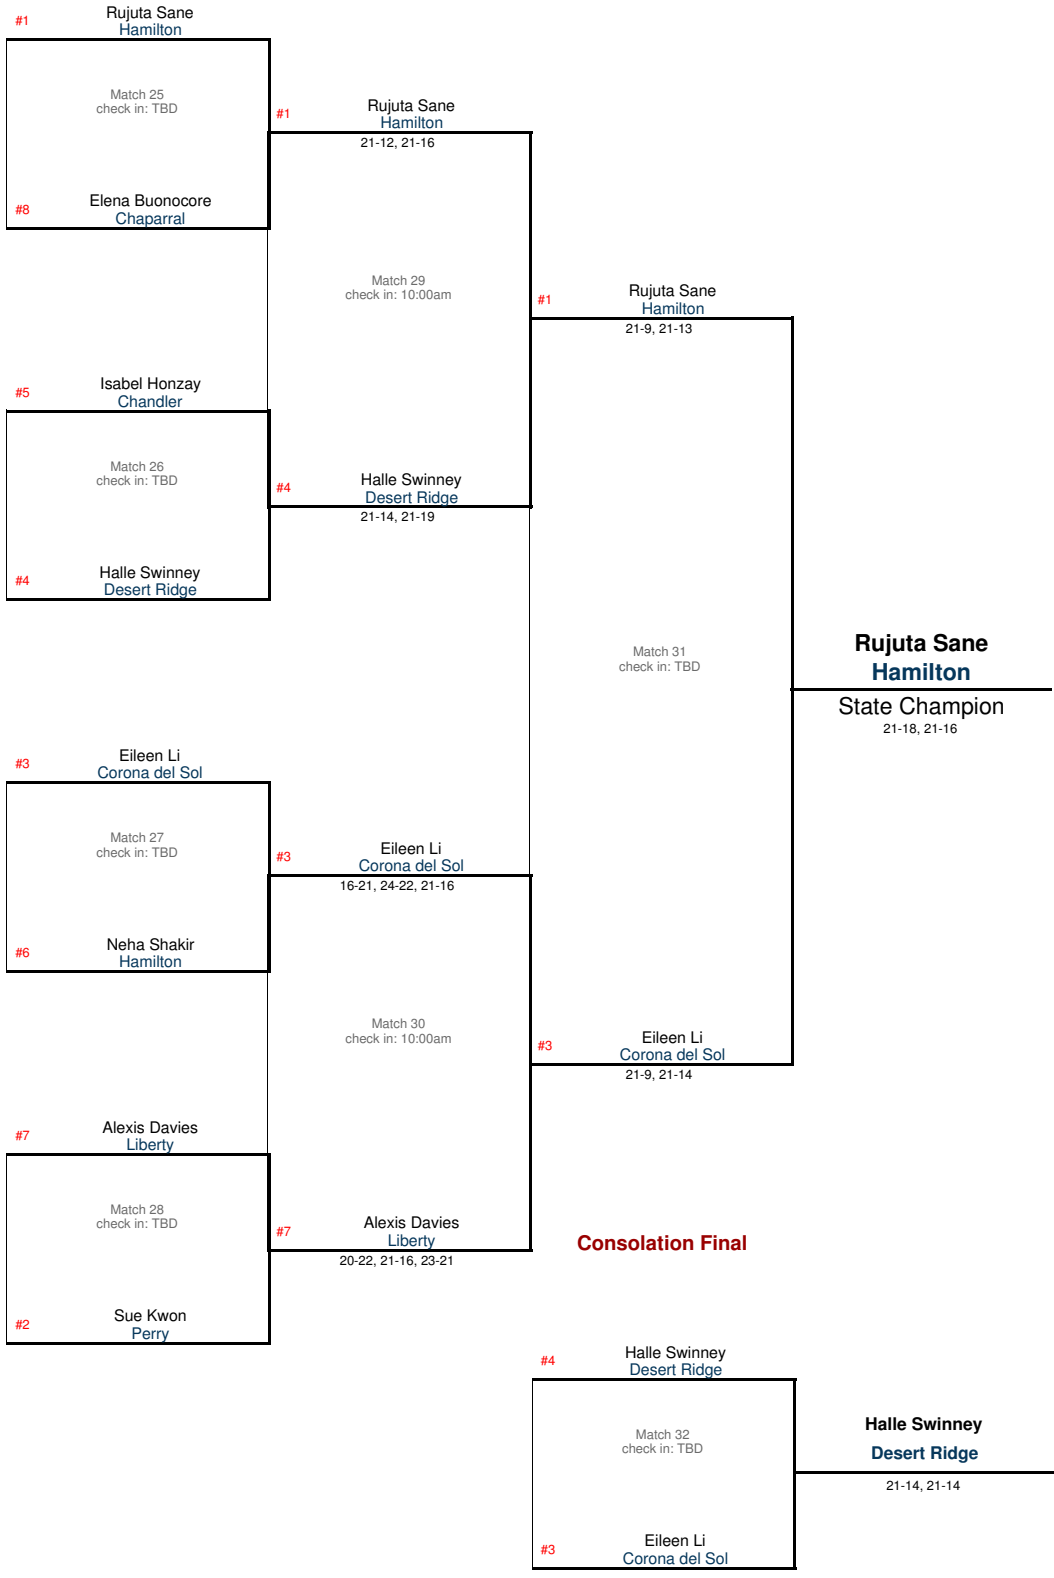 #1
Rujuta Sane
Hamilton
Match 25
check in: TBD
#8
Elena Buonocore
Chaparral
#5
Isabel Honzay
Chandler
Match 26
check in: TBD
#4
Halle Swinney
Desert Ridge
#3
Eileen Li
Corona del Sol
Match 27
check in: TBD
#6
Neha Shakir
Hamilton
#7
Alexis Davies
Liberty
Match 28
check in: TBD
#2
Sue Kwon
Perry
#1
Rujuta Sane
Hamilton
21-12, 21-16
Match 29
check in: 10:00am
#4
Halle Swinney
Desert Ridge
21-14, 21-19
#3
Eileen Li
Corona del Sol
16-21, 24-22, 21-16
Match 30
check in: 10:00am
#7
Alexis Davies
Liberty
20-22, 21-16, 23-21
#1
Rujuta Sane
Hamilton
21-9, 21-13
Match 31
check in: TBD
#3
Eileen Li
Corona del Sol
21-9, 21-14
Rujuta Sane
Hamilton
State Champion
21-18, 21-16
Consolation Final
#4
Halle Swinney
Desert Ridge
Match 32
check in: TBD
#3
Eileen Li
Corona del Sol
Halle Swinney
Desert Ridge
21-14, 21-14